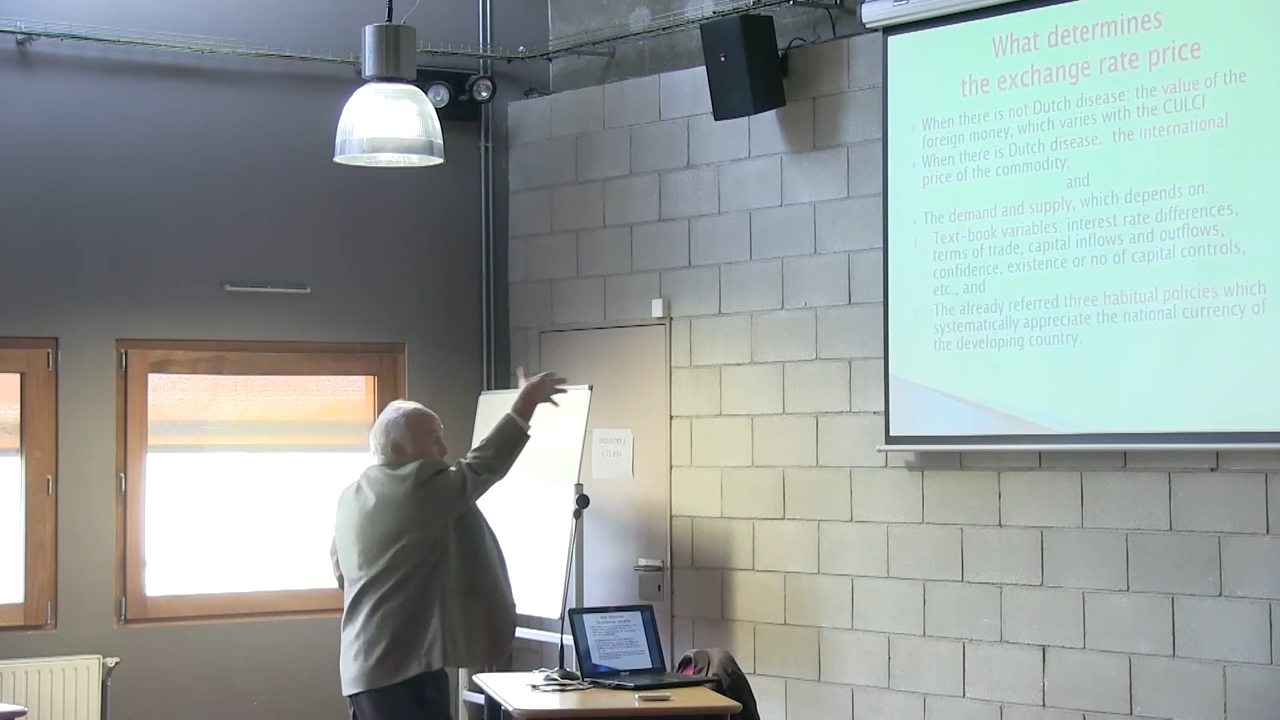 What determines
the exchange rate price
When there is not Dutch disease: the value of the
foreign money, which varies with the CULCI
When there is Dutch disease: the international
price of the commodity;
and
The demand and supply, which depends on:
Text-book variables: interest rate differences,
terms of trade, capital inflows and outflows,
confidence, existence or no of capital controls,
etc., and
The already referred three habitual policies which
systematically appreciate the national currency of
the developing country.